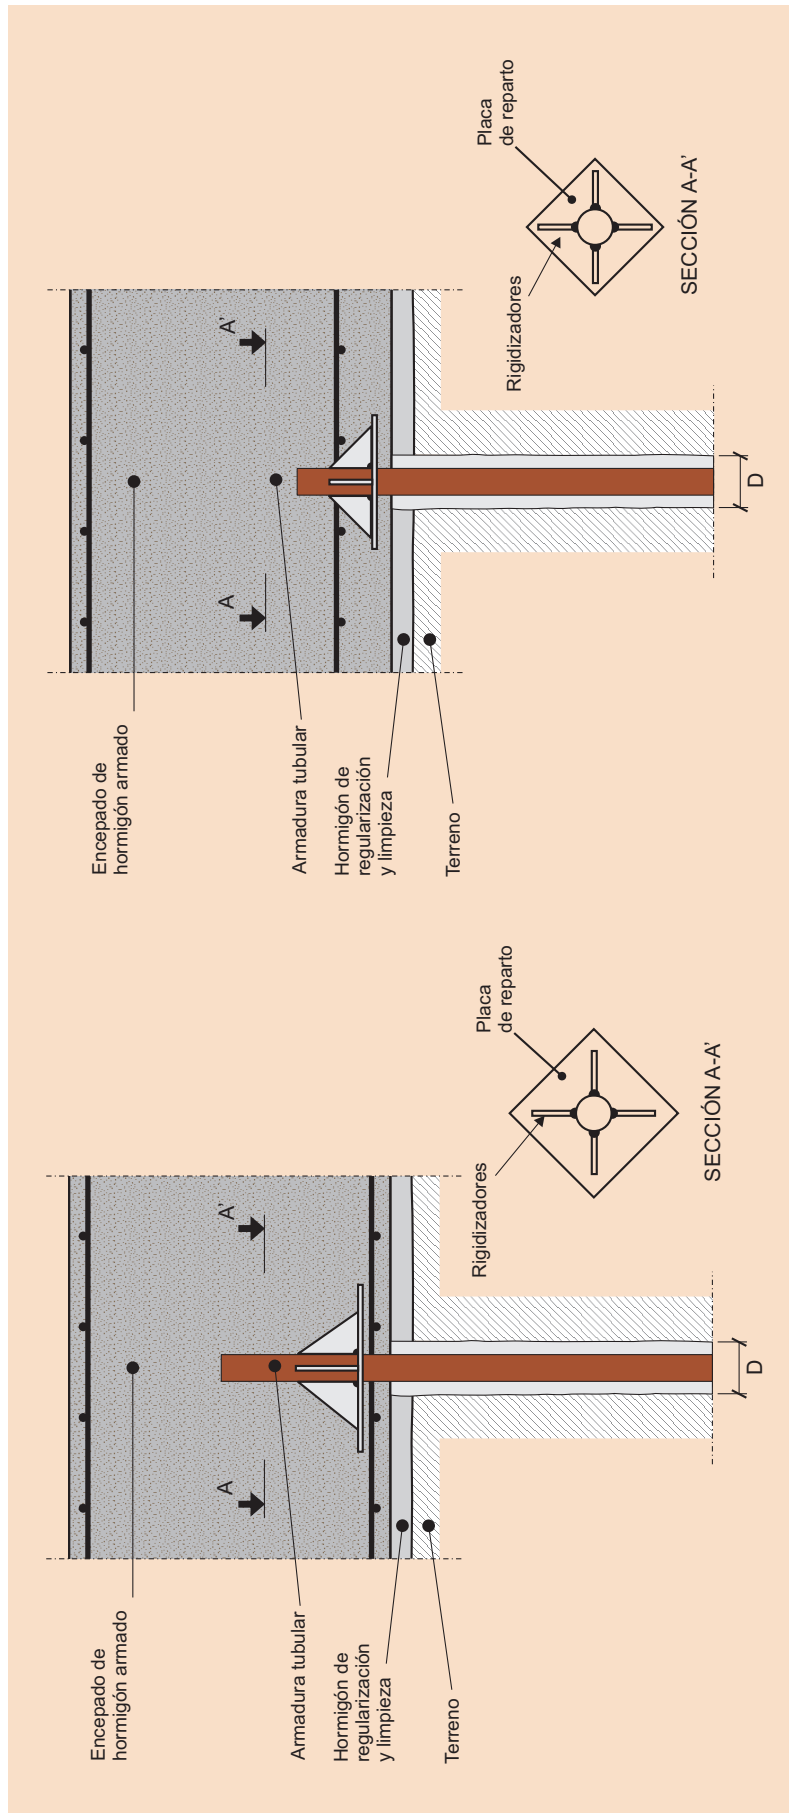 Encepado de
hormigón armado
Armadura tubular
Hormigón de
regularización
y limpieza
Terreno
A
A'
D
Rigidizadores
Placa
de reparto
SECCIÓN A-A'
Encepado de
hormigón armado
Armadura tubular
Hormigón de
regularización
y limpieza
Terreno
A
A'
D
Rigidizadores
Placa
de reparto
SECCIÓN A-A'